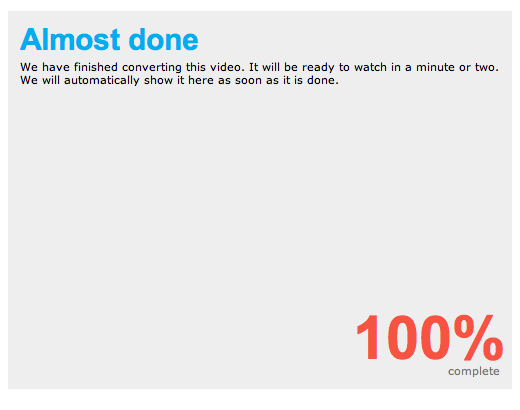 Almost done
We have finished converting this video. It will be ready to watch in a minute or two.
We will automatically show it here as soon as it is done.
100%
complete